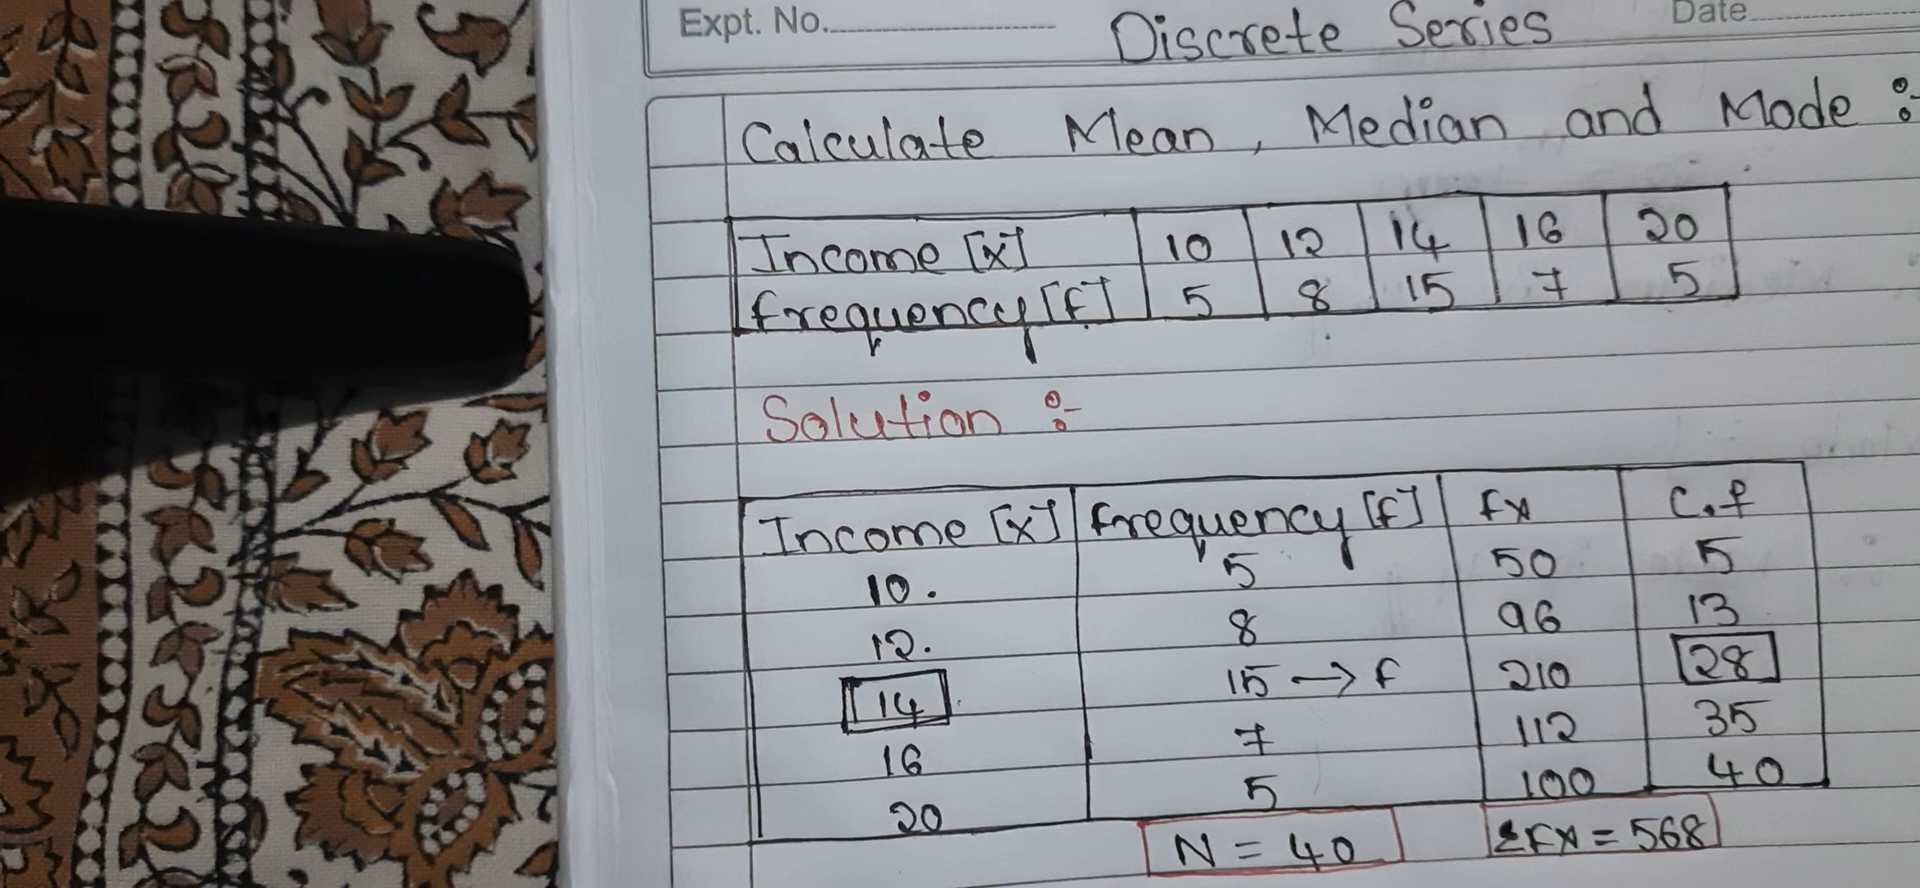 Expt. No. Discrete Series Date
Calculate Mean, Median and Mode :-
Income [x] 10 12 14 16 20
frequency [f] 5 8 15 7 5
Solution :-
Income [x] frequency [f] fx C.f
10. 5 50 5
12. 8 96 13
14 15 → f 210 28
16 7 112 35
20 5 100 40
N = 40 Σfx = 568